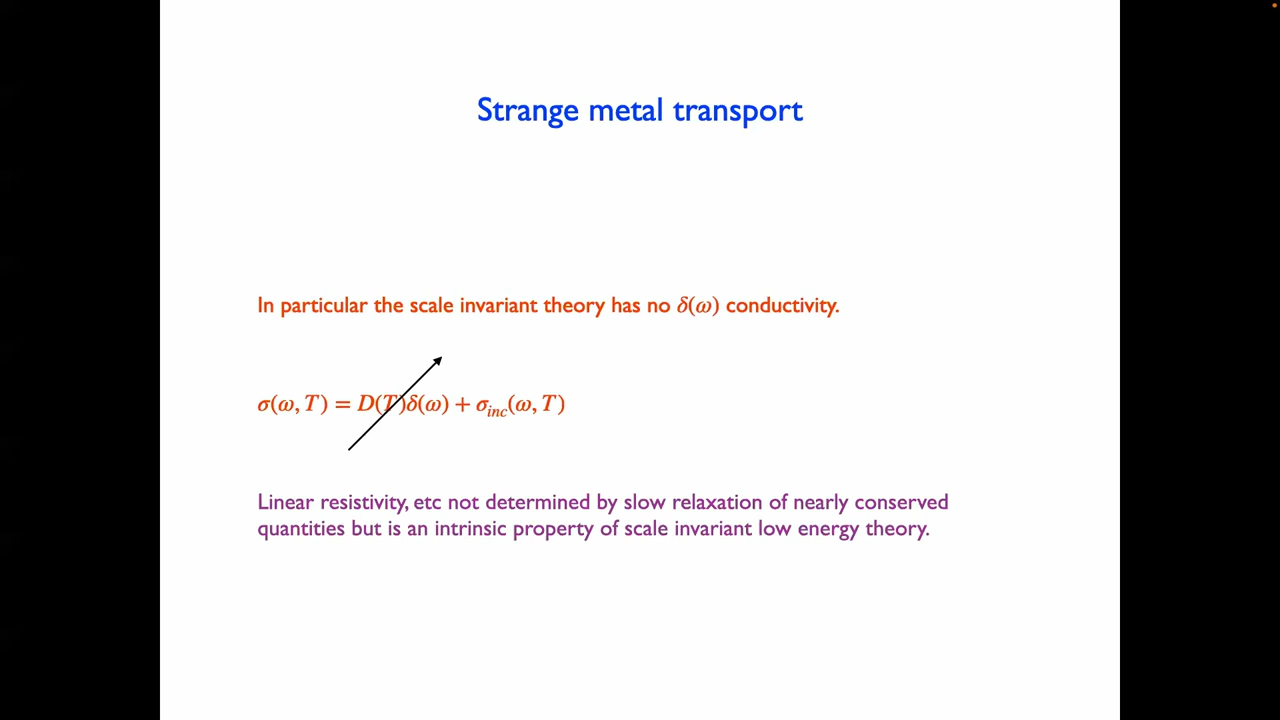 Strange metal transport
In particular the scale invariant theory has no δ(ω) conductivity.
σ(ω, T) = D(T)δ(ω) + σ_inc(ω, T)
Linear resistivity, etc not determined by slow relaxation of nearly conserved
quantities but is an intrinsic property of scale invariant low energy theory.